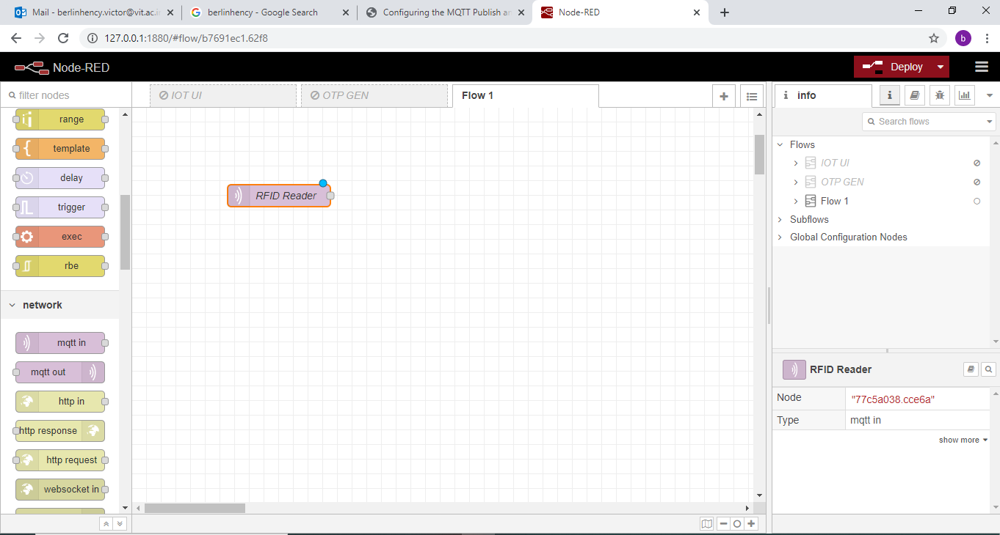 Mail - berlinhency.victor@vit.ac.i
berlinhency - Google Search
Configuring the MQTT Publish a
Node-RED
127.0.0.1:1880/#flow/b7691ec1.62f8
b
Node-RED
Deploy
filter nodes
IOT UI
OTP GEN
Flow 1
info
range
template
delay
trigger
exec
rbe
network
mqtt in
mqtt out
http in
http response
http request
websocket in
RFID Reader
Search flows
Flows
IOT UI
OTP GEN
Flow 1
Subflows
Global Configuration Nodes
RFID Reader
Node "77c5a038.cce6a"
Type mqtt in
show more